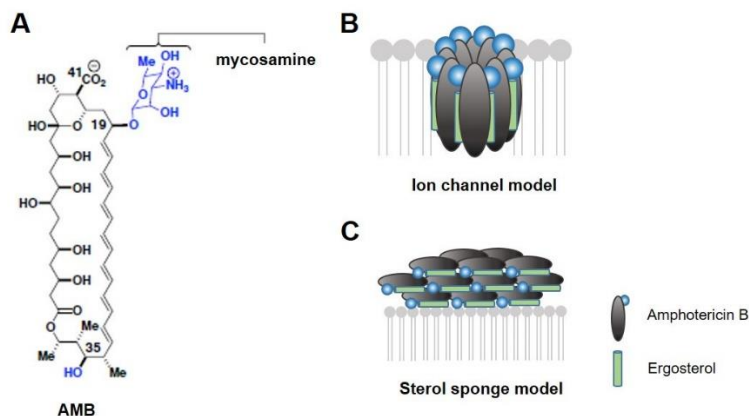 A
B
C
41
CO2
⊖
HO
Me
OH
⊕
NH3
OH
O
O
19
HO
OH
OH
HO
OH
OH
O
O
Me
35
Me
HO
Me
AMB
mycosamine
Ion channel model
Sterol sponge model
Amphotericin B
Ergosterol